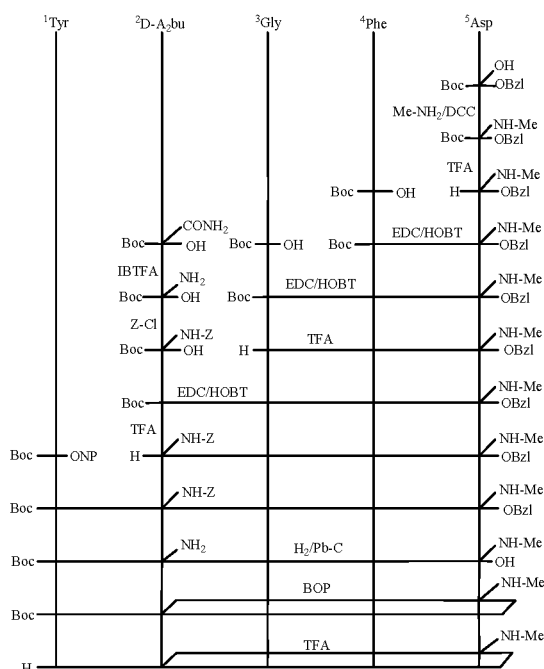 ¹Tyr ²D-A₂bu ³Gly ⁴Phe ⁵Asp
OH
Boc OBzl
Me-NH₂/DCC NH-Me
Boc OBzl
TFA NH-Me
Boc OH H OBzl
CONH₂ EDC/HOBT NH-Me
Boc OH Boc OH Boc OBzl
IBTFA NH₂ EDC/HOBT NH-Me
Boc OH Boc OBzl
Z-Cl NH-Z TFA NH-Me
Boc OH H OBzl
EDC/HOBT NH-Me
Boc OBzl
TFA NH-Z NH-Me
Boc ONP H OBzl
NH-Z NH-Me
Boc OBzl
NH₂ H₂/Pb-C NH-Me
Boc OH
BOP NH-Me
Boc
TFA NH-Me
H